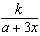 k
a + 3x